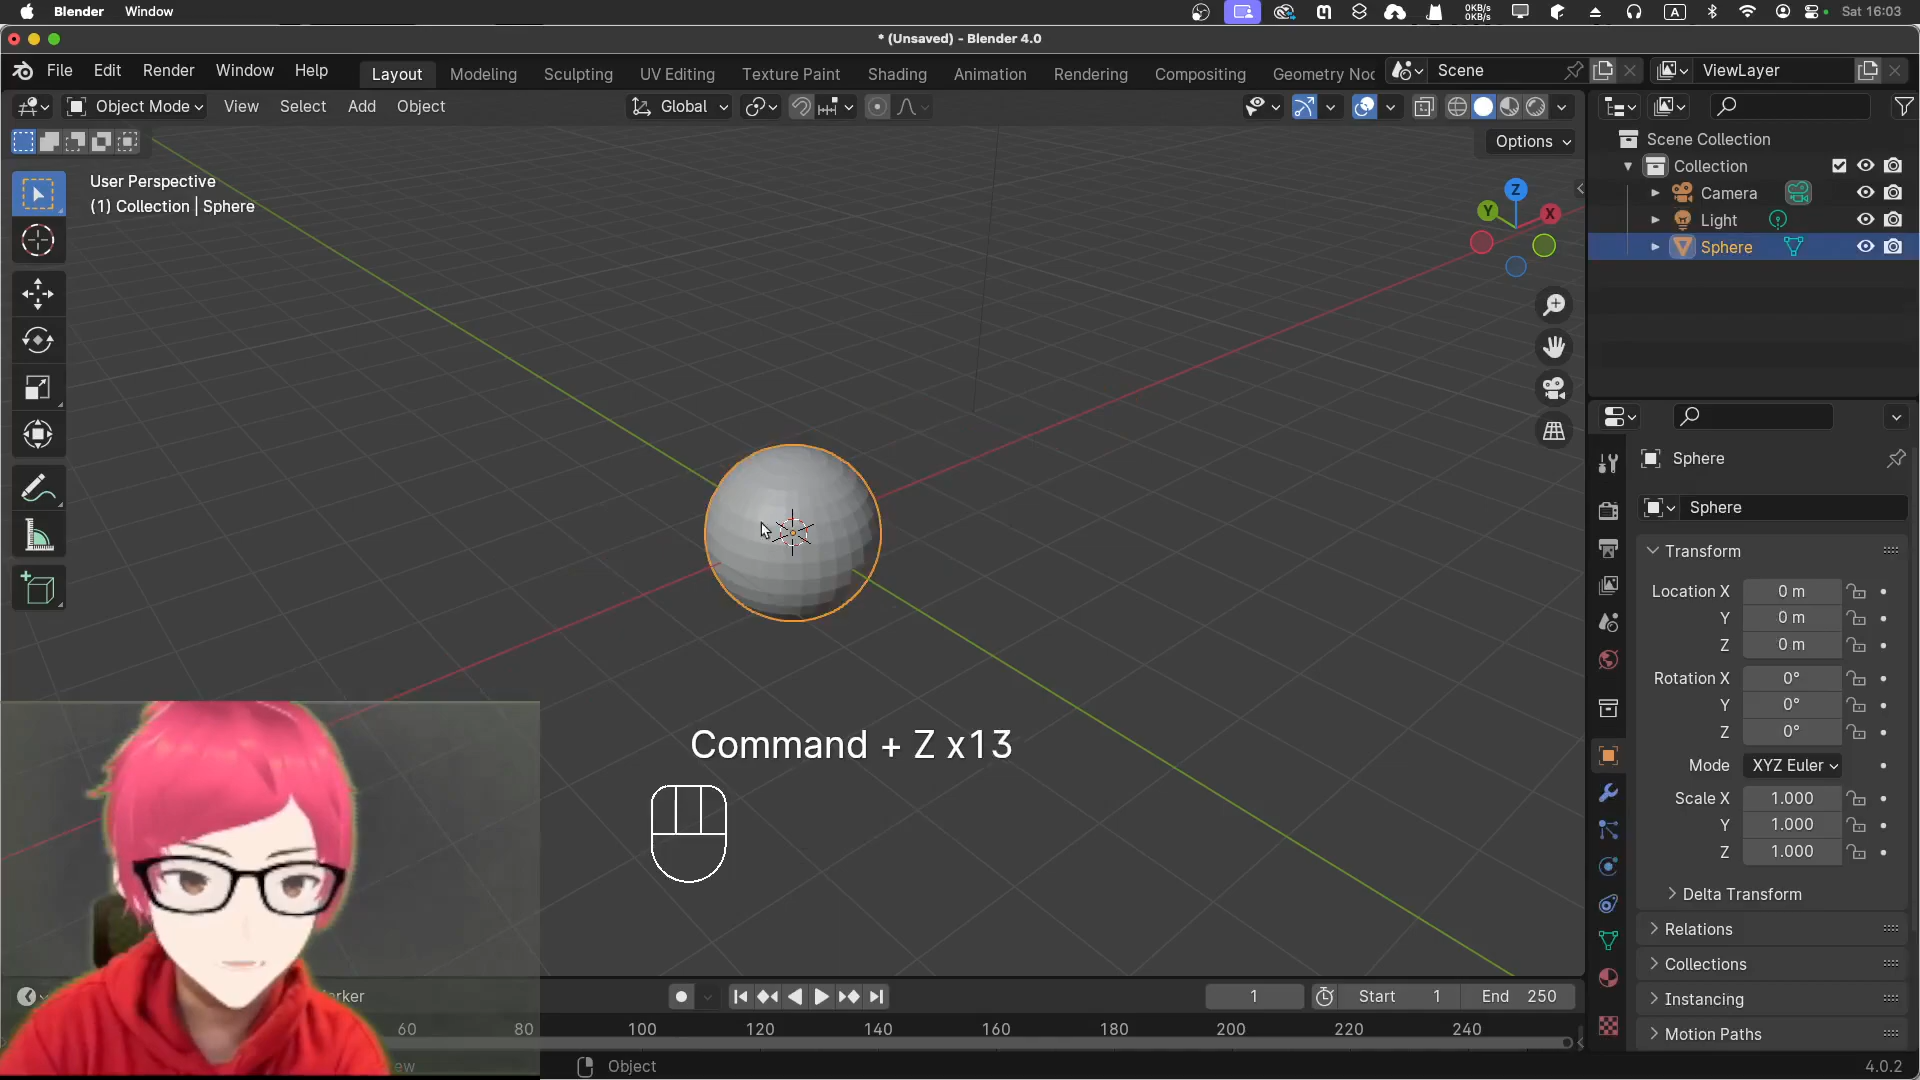 Blender Window
0KB/s
0KB/s
A
Sat 16:03
* (Unsaved) - Blender 4.0
File Edit Render Window Help
Layout Modeling Sculpting UV Editing Texture Paint Shading Animation Rendering Compositing Geometry Noc
Scene
ViewLayer
Object Mode View Select Add Object
Global
Options
User Perspective
(1) Collection | Sphere
Z
Y
X
Scene Collection
Collection
Camera
Light
Sphere
Sphere
Sphere
Transform
Location X 0 m
Y 0 m
Z 0 m
Rotation X 0°
Y 0°
Z 0°
Mode XYZ Euler
Scale X 1.000
Y 1.000
Z 1.000
Delta Transform
Relations
Collections
Instancing
Motion Paths
Command + Z x13
arker
1
Start 1
End 250
60 80 100 120 140 160 180 200 220 240
ew
Object
4.0.2